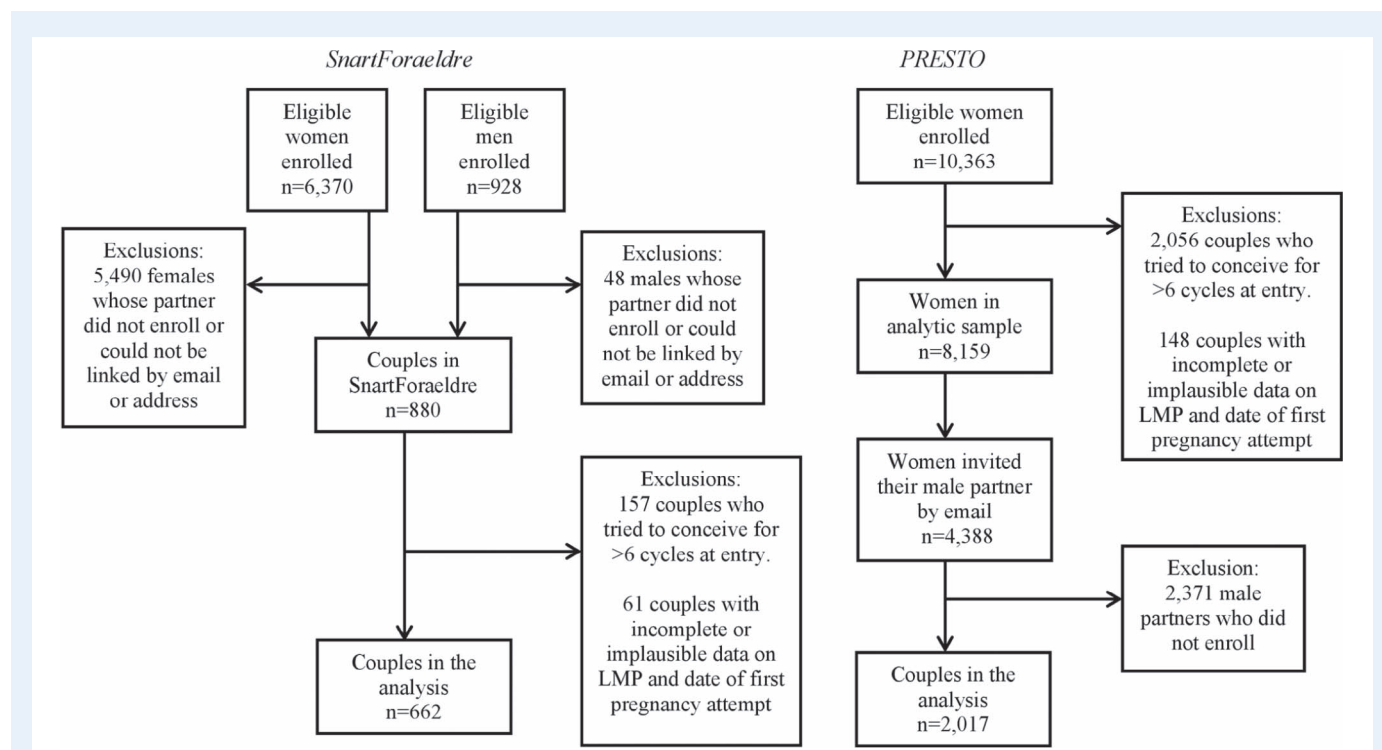 SnartForaeldre
Eligible
women
enrolled
n=6,370
Eligible
men
enrolled
n=928
Exclusions:
5,490 females
whose partner
did not enroll or
could not be
linked by email
or address
Exclusions:
48 males whose
partner did not
enroll or could
not be linked by
email or address
Couples in
SnartForaeldre
n=880
Exclusions:
157 couples who
tried to conceive for
>6 cycles at entry.
61 couples with
incomplete or
implausible data on
LMP and date of first
pregnancy attempt
Couples in the
analysis
n=662
PRESTO
Eligible women
enrolled
n=10,363
Exclusions:
2,056 couples who
tried to conceive for
>6 cycles at entry.
148 couples with
incomplete or
implausible data on
LMP and date of first
pregnancy attempt
Women in
analytic sample
n=8,159
Women invited
their male partner
by email
n=4,388
Exclusion:
2,371 male
partners who did
not enroll
Couples in the
analysis
n=2,017